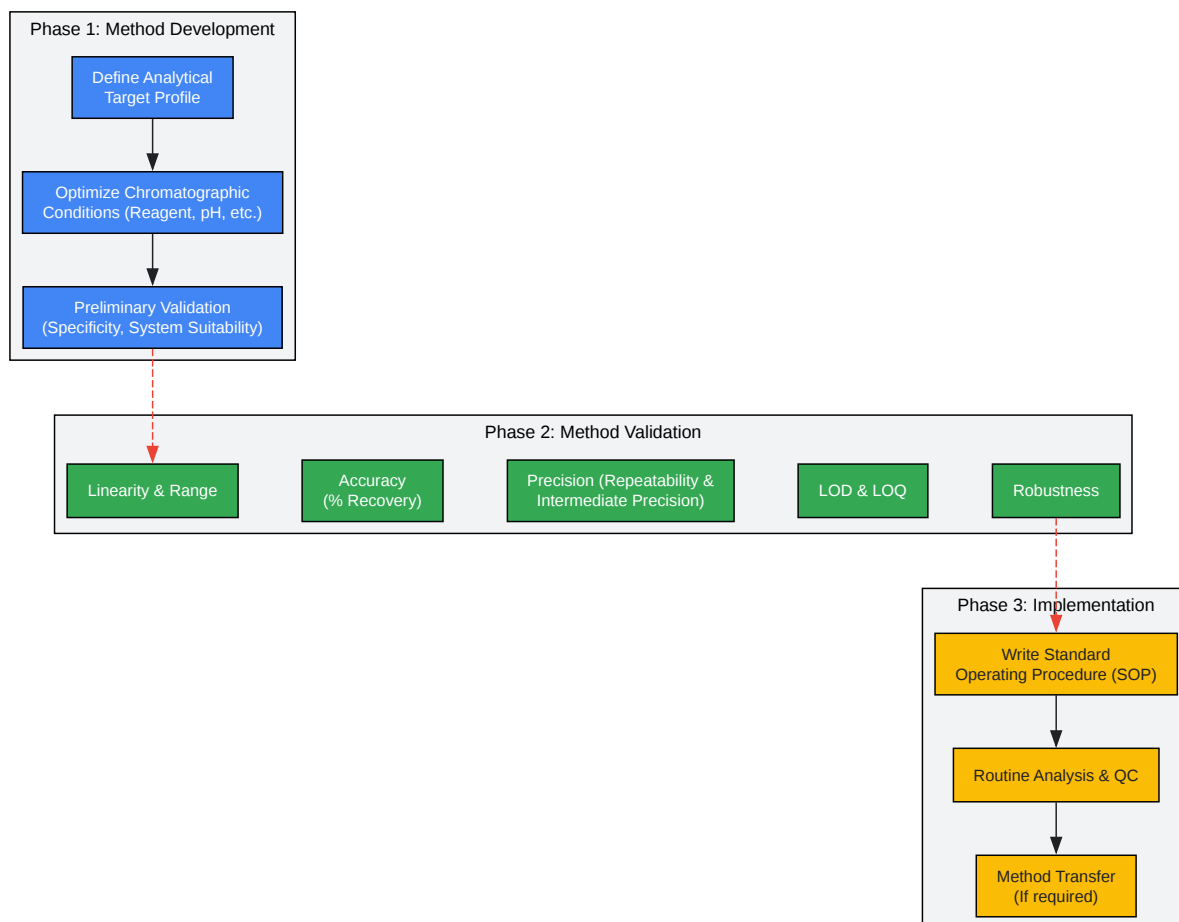 Phase 1: Method Development
Define Analytical
Target Profile
Optimize Chromatographic
Conditions (Reagent, pH, etc.)
Preliminary Validation
(Specificity, System Suitability)
Phase 2: Method Validation
Linearity & Range
Accuracy
(% Recovery)
Precision (Repeatability &
Intermediate Precision)
LOD & LOQ
Robustness
Phase 3: Implementation
Write Standard
Operating Procedure (SOP)
Routine Analysis & QC
Method Transfer
(If required)